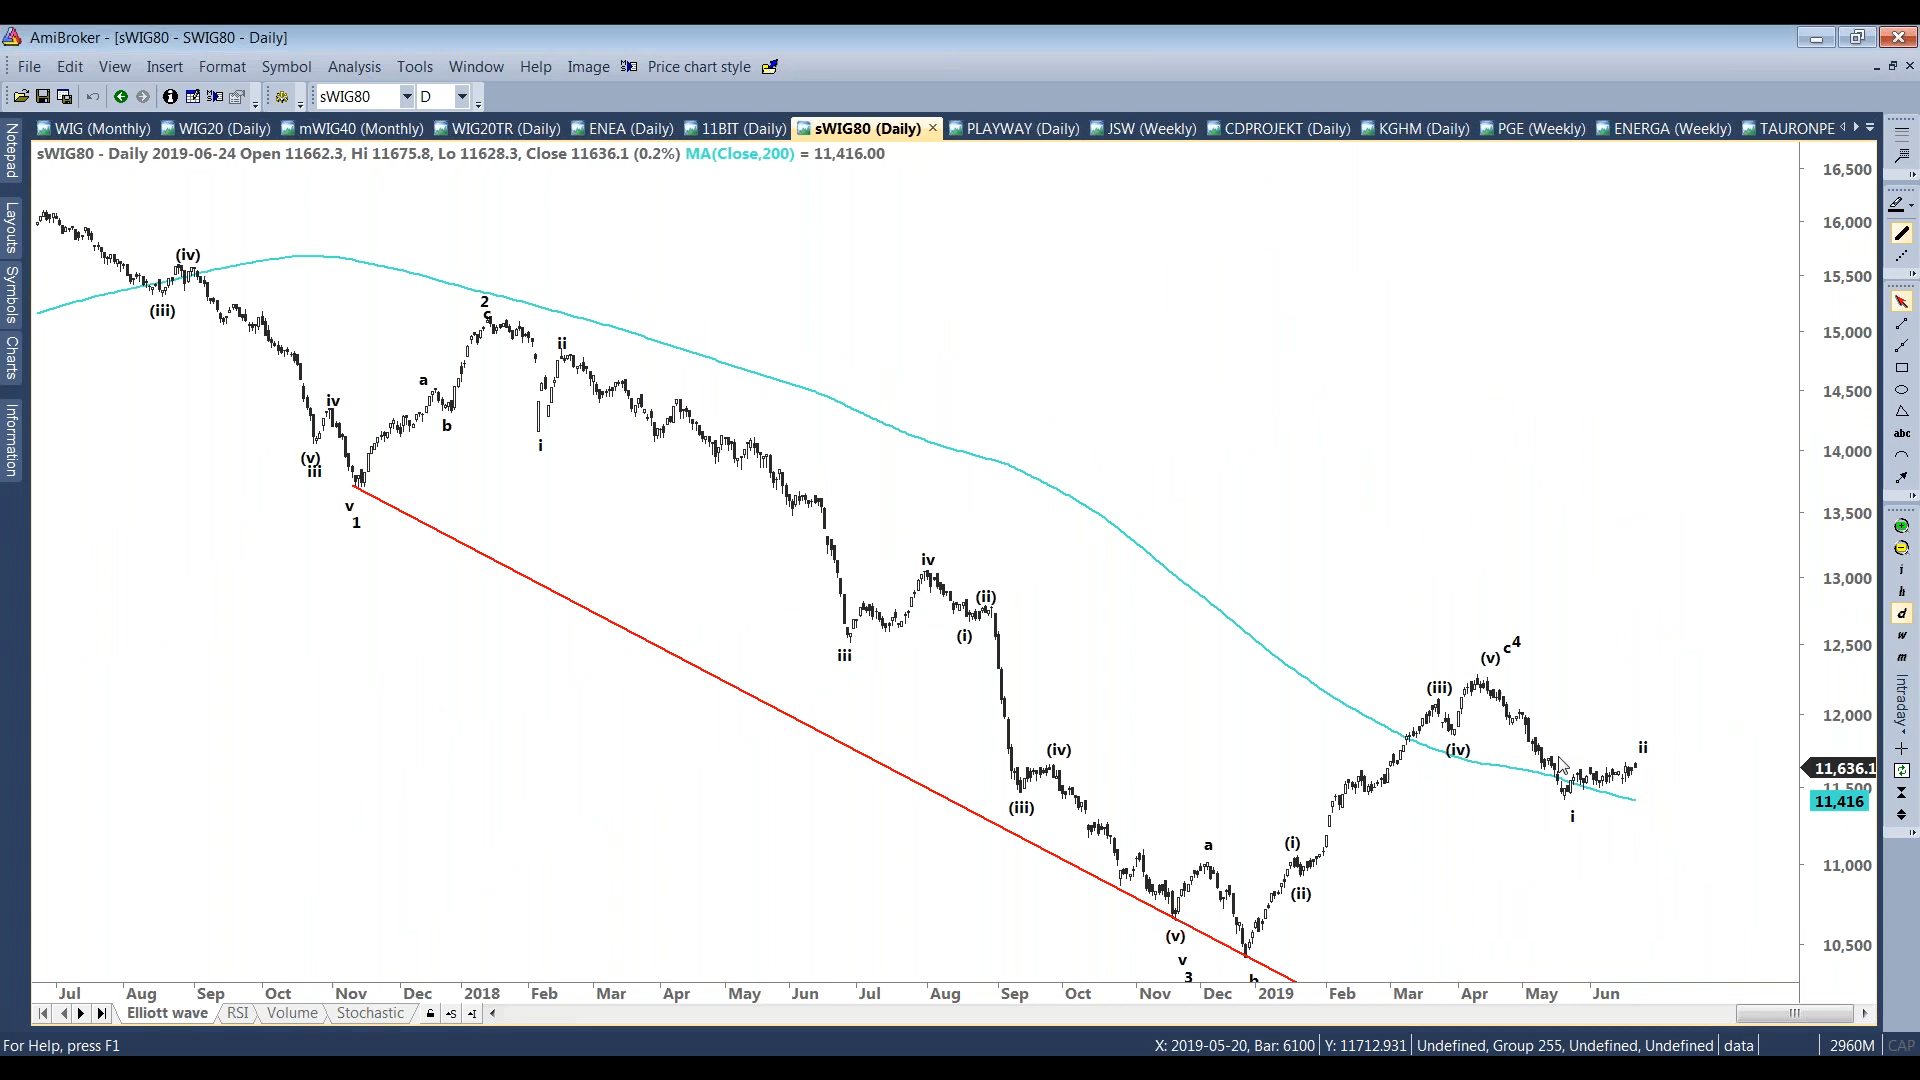 AmiBroker - [sWIG80 - SWIG80 - Daily]
File Edit View Insert Format Symbol Analysis Tools Window Help Image Price chart style
sWIG80 D
WIG (Monthly) WIG20 (Daily) mWIG40 (Monthly) WIG20TR (Daily) ENEA (Daily) 11BIT (Daily) sWIG80 (Daily) PLAYWAY (Daily) JSW (Weekly) CDPROJEKT (Daily) KGHM (Daily) PGE (Weekly) ENERGA (Weekly) TAURONPE
sWIG80 - Daily 2019-06-24 Open 11662.3, Hi 11675.8, Lo 11628.3, Close 11636.1 (0.2%) MA(Close,200) = 11,416.00
Notepad
Layouts
Symbols
Charts
Information
16,500
16,000
15,500
15,000
14,500
14,000
13,500
13,000
12,500
12,000
11,636.1
11,500
11,416
11,000
10,500
(iv)
(iii)
2
c
ii
a
iv
b
i
(v)
iii
v
1
iv
(ii)
(i)
iii
c4
(v)
(iii)
(iv)
(iv)
ii
(iii)
i
a
(i)
(ii)
(v)
v
3
b
abc
i
h
d
w
m
Intraday
Jul Aug Sep Oct Nov Dec 2018 Feb Mar Apr May Jun Jul Aug Sep Oct Nov Dec 2019 Feb Mar Apr May Jun
Elliott wave RSI Volume Stochastic
For Help, press F1 X: 2019-05-20, Bar: 6100 Y: 11712.931 Undefined, Group 255, Undefined, Undefined data 2960M CAP